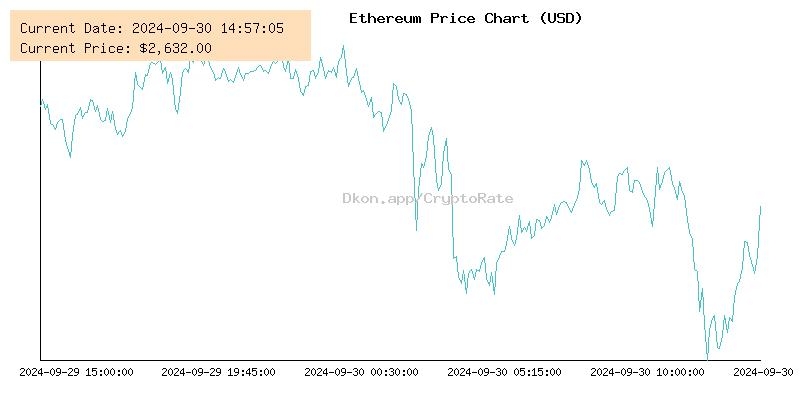 Ethereum Price Chart (USD)
Current Date: 2024-09-30 14:57:05
Current Price: $2,632.00
Dkon.app/CryptoRate
2024-09-29 15:00:00 2024-09-29 19:45:00 2024-09-30 00:30:00 2024-09-30 05:15:00 2024-09-30 10:00:00 2024-09-30